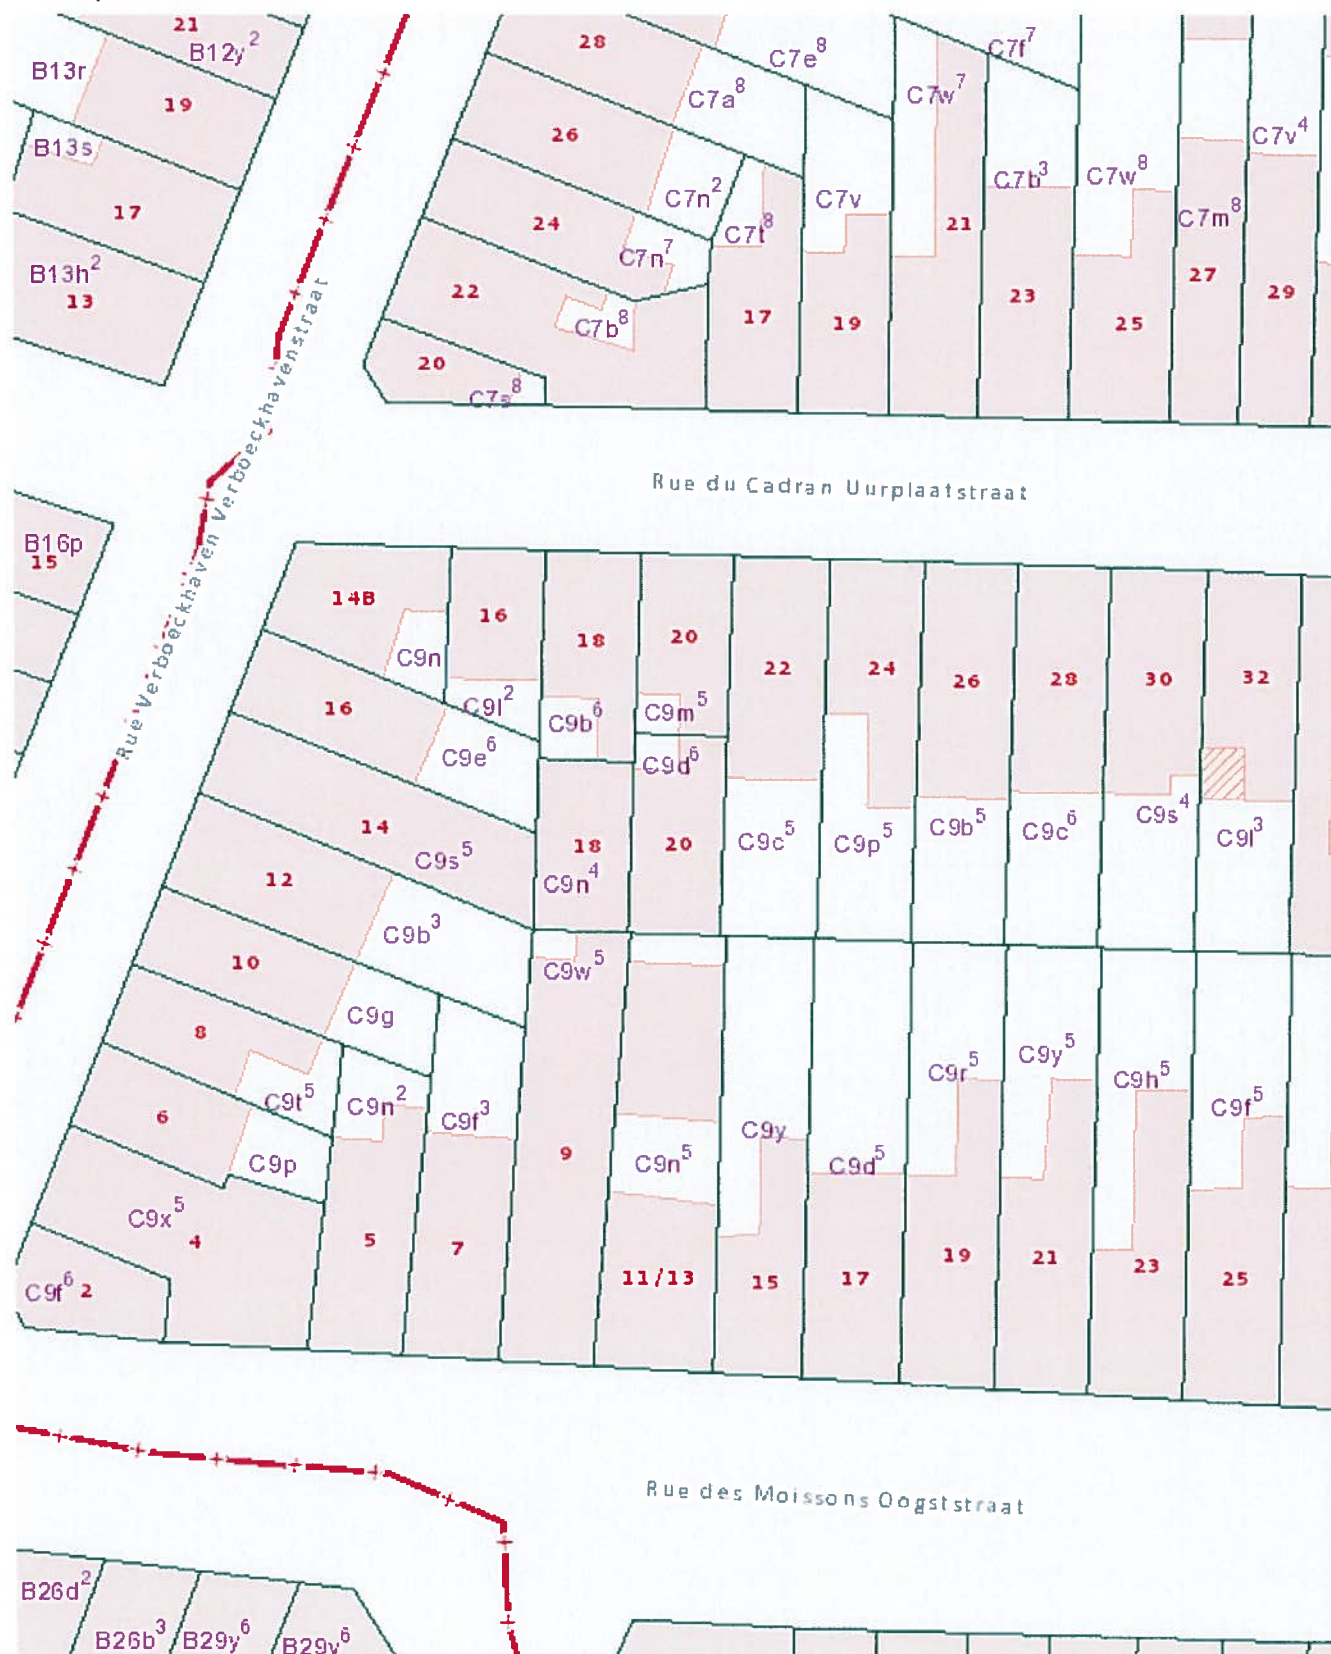 21
B12y²
B13r
19
B13s
17
B13h²
13
28
C7e⁸
C7a⁸
26
C7n²
24
C7n⁷
22
C7b⁸
20
C7s⁸
C7f⁷
C7w⁷
C7t⁸
C7v
C7b³
C7w⁸
C7v⁴
C7m⁸
17
19
21
23
25
27
29
Rue du Cadran Uurplaatstraat
Rue Verboeckhaven Verboeckhavenstraat
B16p
15
14B
C9n
16
C9l²
18
C9b⁶
20
C9m⁵
C9d⁶
22
24
26
28
30
32
16
C9e⁶
14
C9s⁵
18
C9n⁴
20
C9c⁵
C9p⁵
C9b⁵
C9c⁶
C9s⁴
C9l³
12
C9b³
10
C9g
8
C9t⁵
6
C9p
C9x⁵
4
C9f⁶ 2
C9n²
5
C9f³
7
C9w⁵
9
C9n⁵
11/13
C9y
15
C9d⁵
17
C9r⁵
19
C9y⁵
21
C9h⁵
23
C9f⁵
25
Rue des Moissons Oogststraat
B26d²
B26b³
B29y⁶
B29v⁶